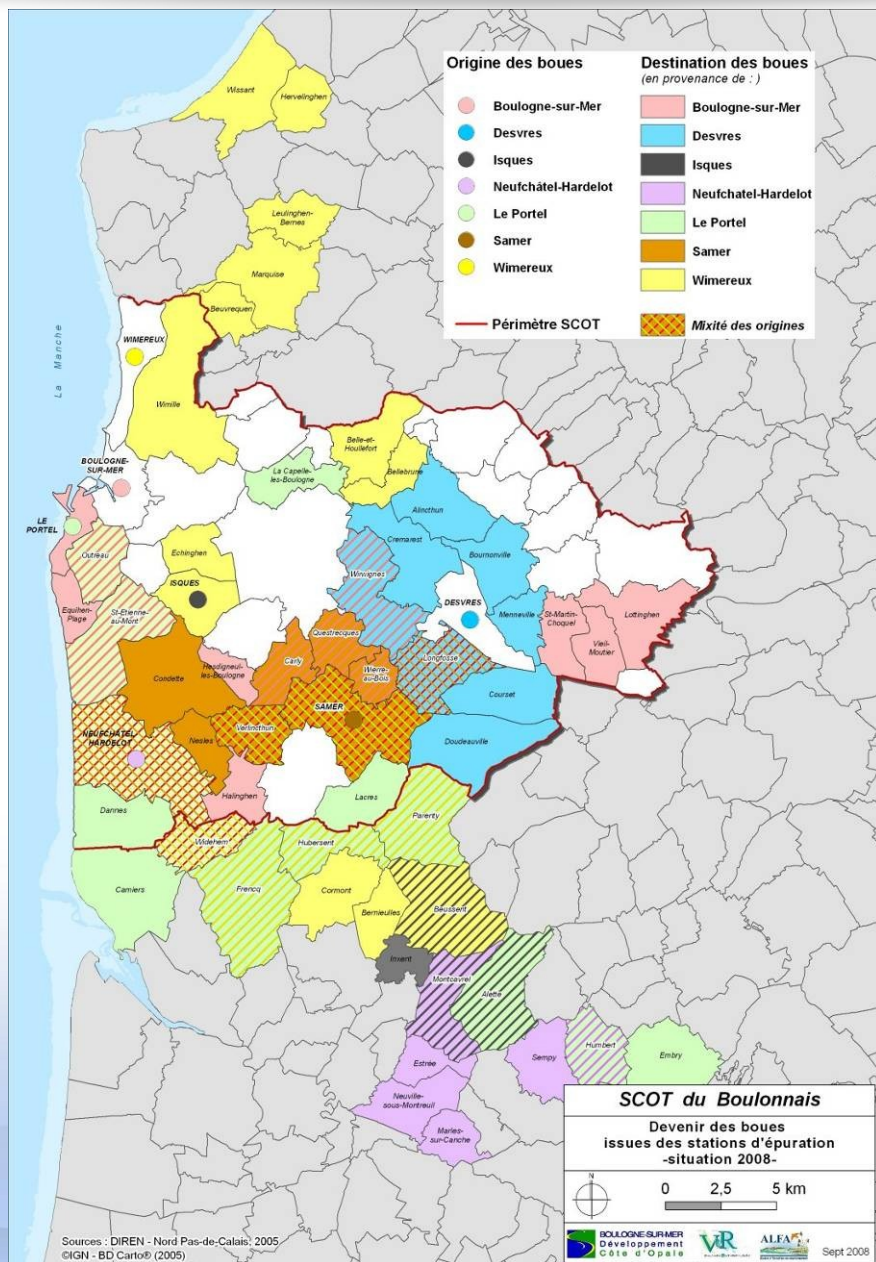 Wissant
Hervelinghen
Origine des boues
Boulogne-sur-Mer
Desvres
Isques
Neufchâtel-Hardelot
Le Portel
Samer
Wimereux
Périmètre SCOT
Destination des boues
(en provenance de : )
Boulogne-sur-Mer
Desvres
Isques
Neufchatel-Hardelot
Le Portel
Samer
Wimereux
Mixité des origines
Leulinghen-
Bernes
Marquise
Beuvrequen
La Manche
WIMEREUX
Wimille
BOULOGNE-
SUR-MER
Belle-et-
Houllefort
Bellebrune
La Capelle-
les-Boulogne
LE
PORTEL
Outreau
Alincthun
Cremarest
Bournonville
Echinghen
Wirwignes
ISQUES
DESVRES
Menneville
St-Martin-
Choquel
Lottinghen
Vieil-
Moutier
Equihen-
Plage
St-Etienne-
au-Mont
Questrecques
Carly
Wierre-
au-Bois
Longfosse
Hesdigneul-
les-Boulogne
Condette
Courset
SAMER
Verlincthun
NEUFCHÂTEL
HARDELOT
Nesles
Doudeauville
Halinghen
Lacres
Dannes
Parenty
Widehem
Hubersent
Camiers
Frencq
Cormont
Bernieulles
Beussent
Inxent
Montcavrel
Alette
Estrée
Sempy
Humbert
Embry
Neuville-
sous-Montreuil
Marles-
sur-Canche
SCOT du Boulonnais
Devenir des boues
issues des stations d'épuration
-situation 2008-
N
0 2,5 5 km
BOULOGNE-SUR-MER
Développement
Côte d'Opale
ALFA
Sept 2008
Sources : DIREN - Nord Pas-de-Calais, 2005
©IGN - BD Carto® (2005)